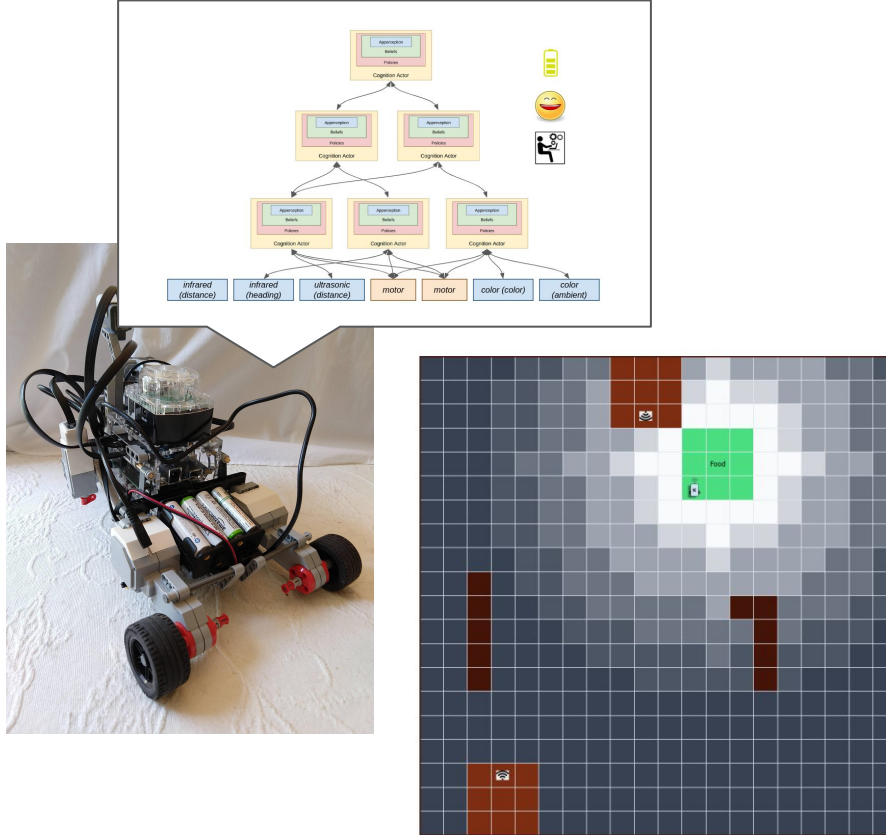 Apperception
Beliefs
Policies
Cognition Actor
Apperception
Beliefs
Policies
Cognition Actor
Apperception
Beliefs
Policies
Cognition Actor
Apperception
Beliefs
Policies
Cognition Actor
Apperception
Beliefs
Policies
Cognition Actor
Apperception
Beliefs
Policies
Cognition Actor
infrared
(distance)
infrared
(heading)
ultrasonic
(distance)
motor
motor
color (color)
color
(ambient)
Food